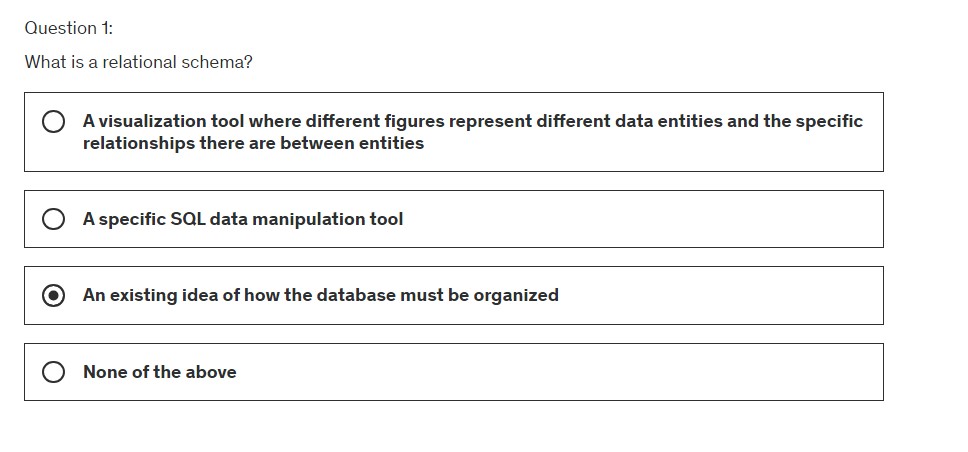 Question 1:
What is a relational schema?
A visualization tool where different figures represent different data entities and the specific
relationships there are between entities
A specific SQL data manipulation tool
An existing idea of how the database must be organized
None of the above